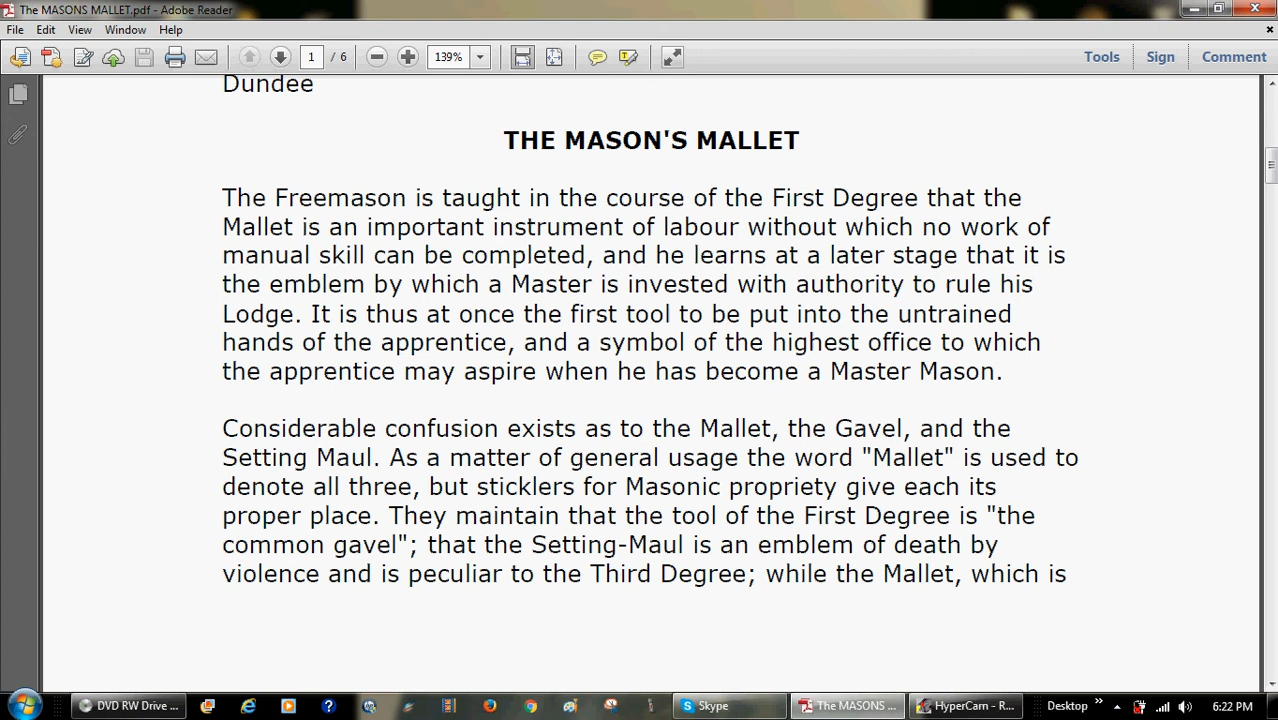 The MASONS MALLET.pdf - Adobe Reader
File Edit View Window Help
1 / 6 139% Tools Sign Comment
Dundee
THE MASON'S MALLET
The Freemason is taught in the course of the First Degree that the
Mallet is an important instrument of labour without which no work of
manual skill can be completed, and he learns at a later stage that it is
the emblem by which a Master is invested with authority to rule his
Lodge. It is thus at once the first tool to be put into the untrained
hands of the apprentice, and a symbol of the highest office to which
the apprentice may aspire when he has become a Master Mason.
Considerable confusion exists as to the Mallet, the Gavel, and the
Setting Maul. As a matter of general usage the word "Mallet" is used to
denote all three, but sticklers for Masonic propriety give each its
proper place. They maintain that the tool of the First Degree is "the
common gavel"; that the Setting-Maul is an emblem of death by
violence and is peculiar to the Third Degree; while the Mallet, which is
DVD RW Drive ... Skype The MASONS ... HyperCam - R... Desktop 6:22 PM